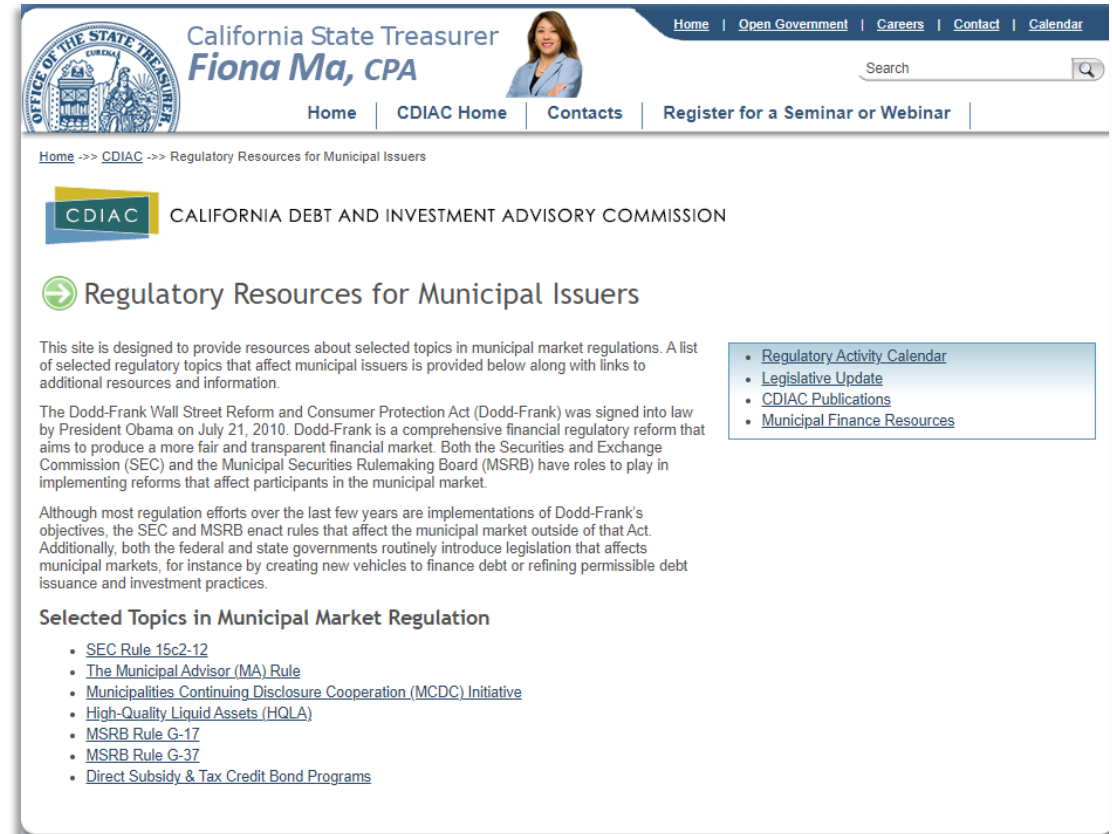 OFFICE OF THE STATE TREASURER.
EUREKA
California State Treasurer
Fiona Ma, CPA
Home | Open Government | Careers | Contact | Calendar
Search
Home | CDIAC Home | Contacts | Register for a Seminar or Webinar |
Home ->> CDIAC ->> Regulatory Resources for Municipal Issuers
CDIAC CALIFORNIA DEBT AND INVESTMENT ADVISORY COMMISSION
Regulatory Resources for Municipal Issuers
This site is designed to provide resources about selected topics in municipal market regulations. A list
of selected regulatory topics that affect municipal issuers is provided below along with links to
additional resources and information.
The Dodd-Frank Wall Street Reform and Consumer Protection Act (Dodd-Frank) was signed into law
by President Obama on July 21, 2010. Dodd-Frank is a comprehensive financial regulatory reform that
aims to produce a more fair and transparent financial market. Both the Securities and Exchange
Commission (SEC) and the Municipal Securities Rulemaking Board (MSRB) have roles to play in
implementing reforms that affect participants in the municipal market.
Although most regulation efforts over the last few years are implementations of Dodd-Frank's
objectives, the SEC and MSRB enact rules that affect the municipal market outside of that Act.
Additionally, both the federal and state governments routinely introduce legislation that affects
municipal markets, for instance by creating new vehicles to finance debt or refining permissible debt
issuance and investment practices.
Selected Topics in Municipal Market Regulation
• SEC Rule 15c2-12
• The Municipal Advisor (MA) Rule
• Municipalities Continuing Disclosure Cooperation (MCDC) Initiative
• High-Quality Liquid Assets (HQLA)
• MSRB Rule G-17
• MSRB Rule G-37
• Direct Subsidy & Tax Credit Bond Programs
• Regulatory Activity Calendar
• Legislative Update
• CDIAC Publications
• Municipal Finance Resources